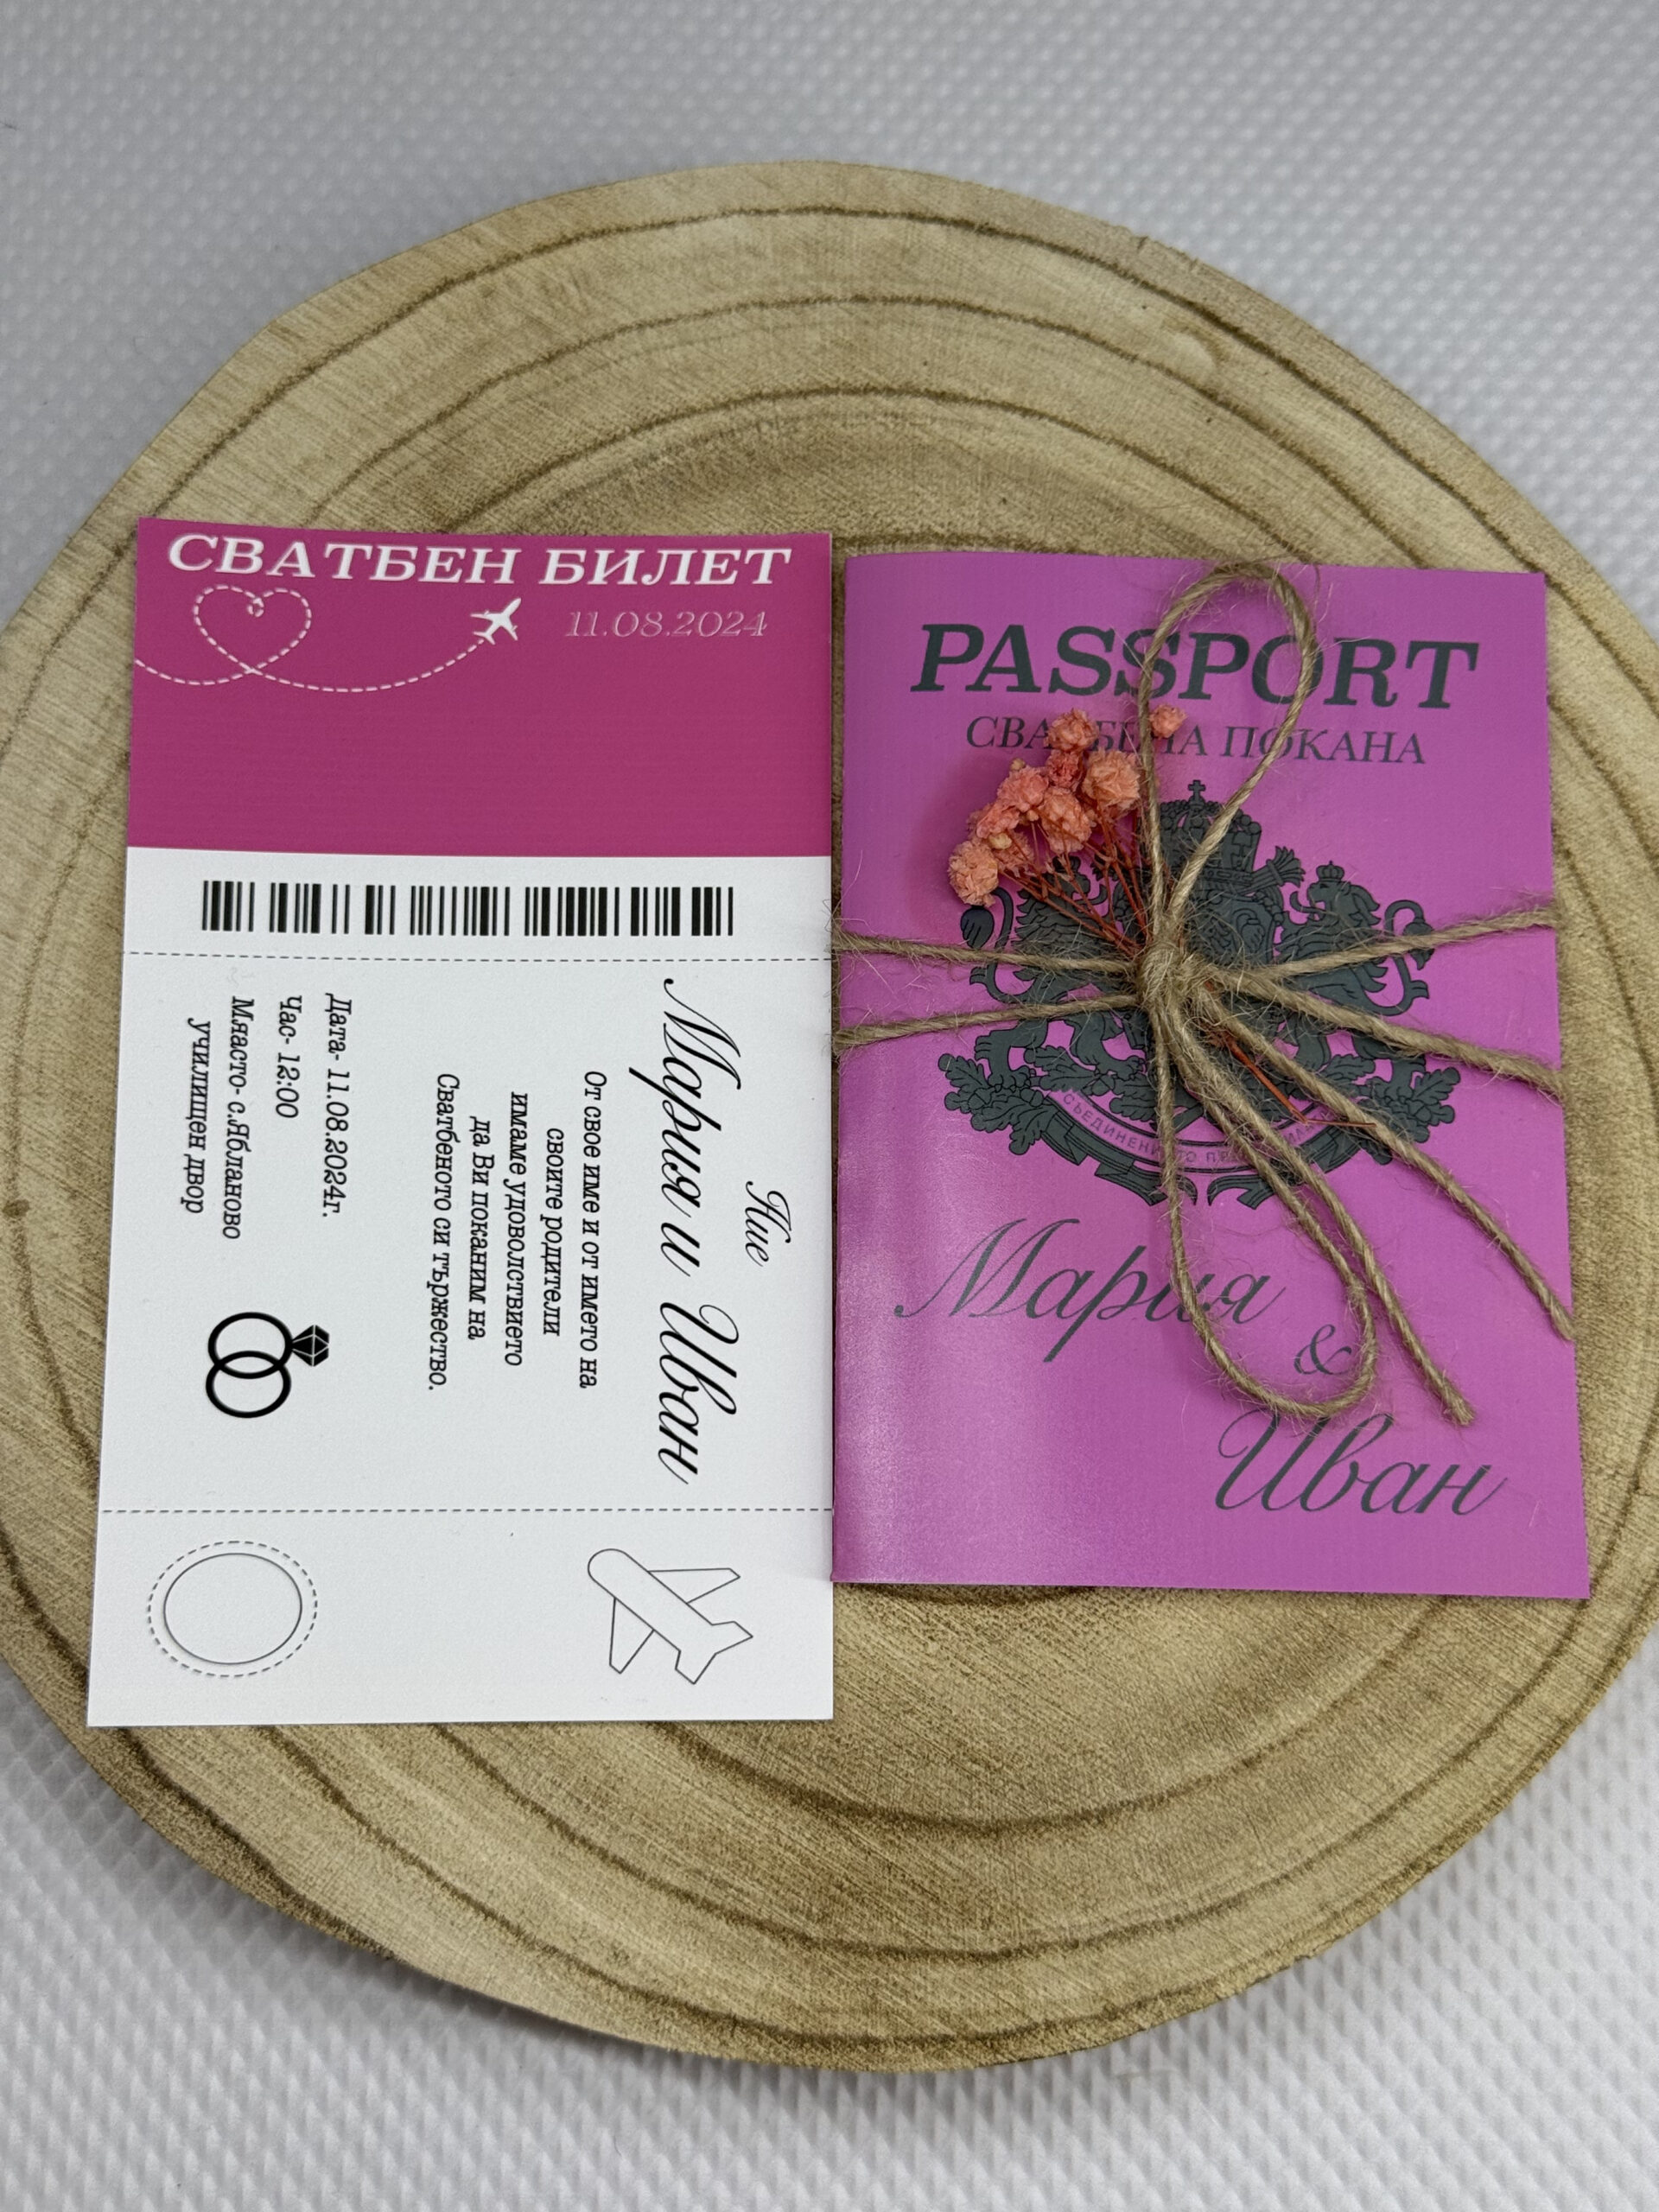 СВАТБЕН БИЛЕТ
11.08.2024
Ние
Мария и Иван
От свое име и от името на
своите родители
имаме удоволствието
да Ви поканим на
Сватбеното си тържество.
Дата- 11.08.2024г.
Час- 12:00
Място- с.Ябланово
училищен двор
PASSPORT
СВАТБЕНА ПОКАНА
СЪЕДИНЕНИЕТО
Мария
&
Иван